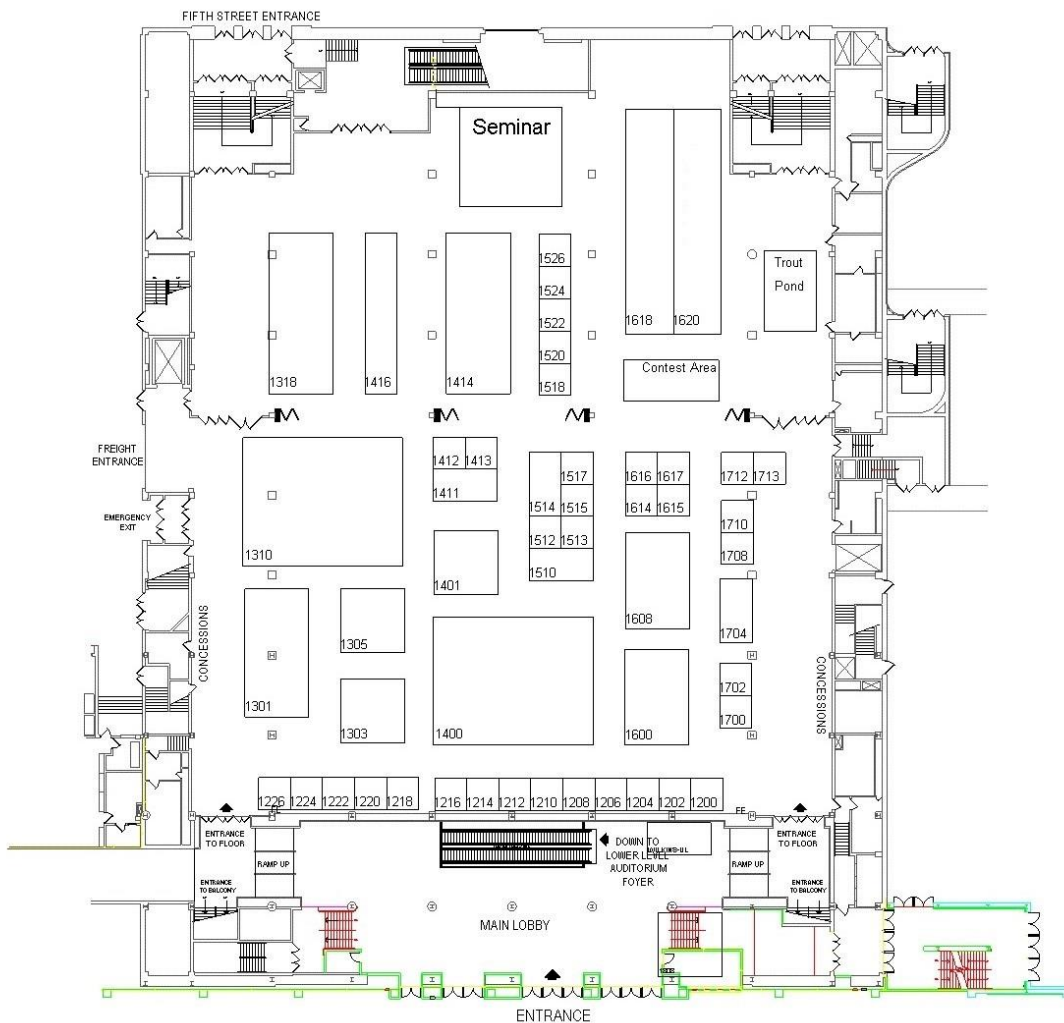 FIFTH STREET ENTRANCE
Seminar
1526
1524
1522
1520
1518
Trout
Pond
1618
1620
Contest Area
1318
1416
1414
FREIGHT
ENTRANCE
EMERGENCY
EXIT
1412
1413
1411
1517
1514
1515
1512
1513
1510
1616
1617
1614
1615
1712
1713
1710
1708
1310
1401
1608
1704
CONCESSIONS
1305
1301
1303
1400
1600
1702
1700
CONCESSIONS
1226
1224
1222
1220
1218
1216
1214
1212
1210
1208
1206
1204
1202
1200
FE
FE
ENTRANCE
TO FLOOR
RAMP UP
ENTRANCE
TO BALCONY
DOWN TO
LOWER LEVEL
AUDITORIUM
FOYER
RAMP UP
ENTRANCE
TO FLOOR
ENTRANCE
TO BALCONY
MAIN LOBBY
ENTRANCE